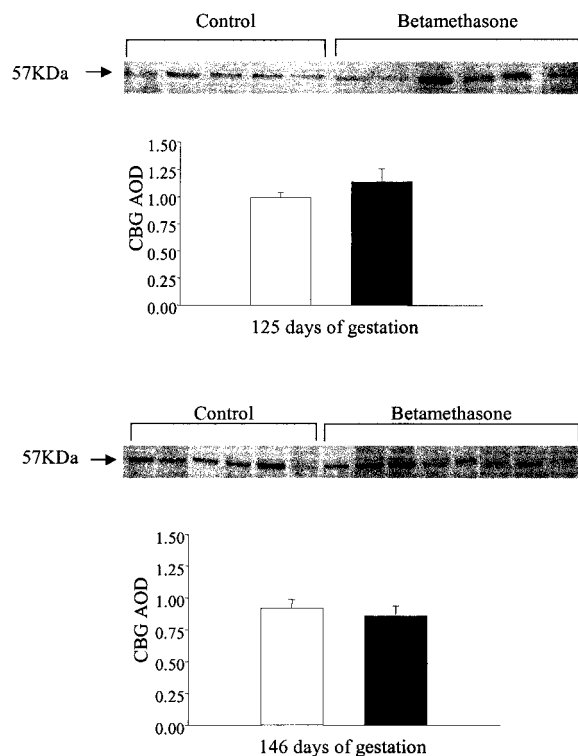 Control Betamethasone
57KDa
1.50
1.25
1.00
0.75
0.50
0.25
0.00
CBG AOD
125 days of gestation
Control Betamethasone
57KDa
1.50
1.25
1.00
0.75
0.50
0.25
0.00
CBG AOD
146 days of gestation